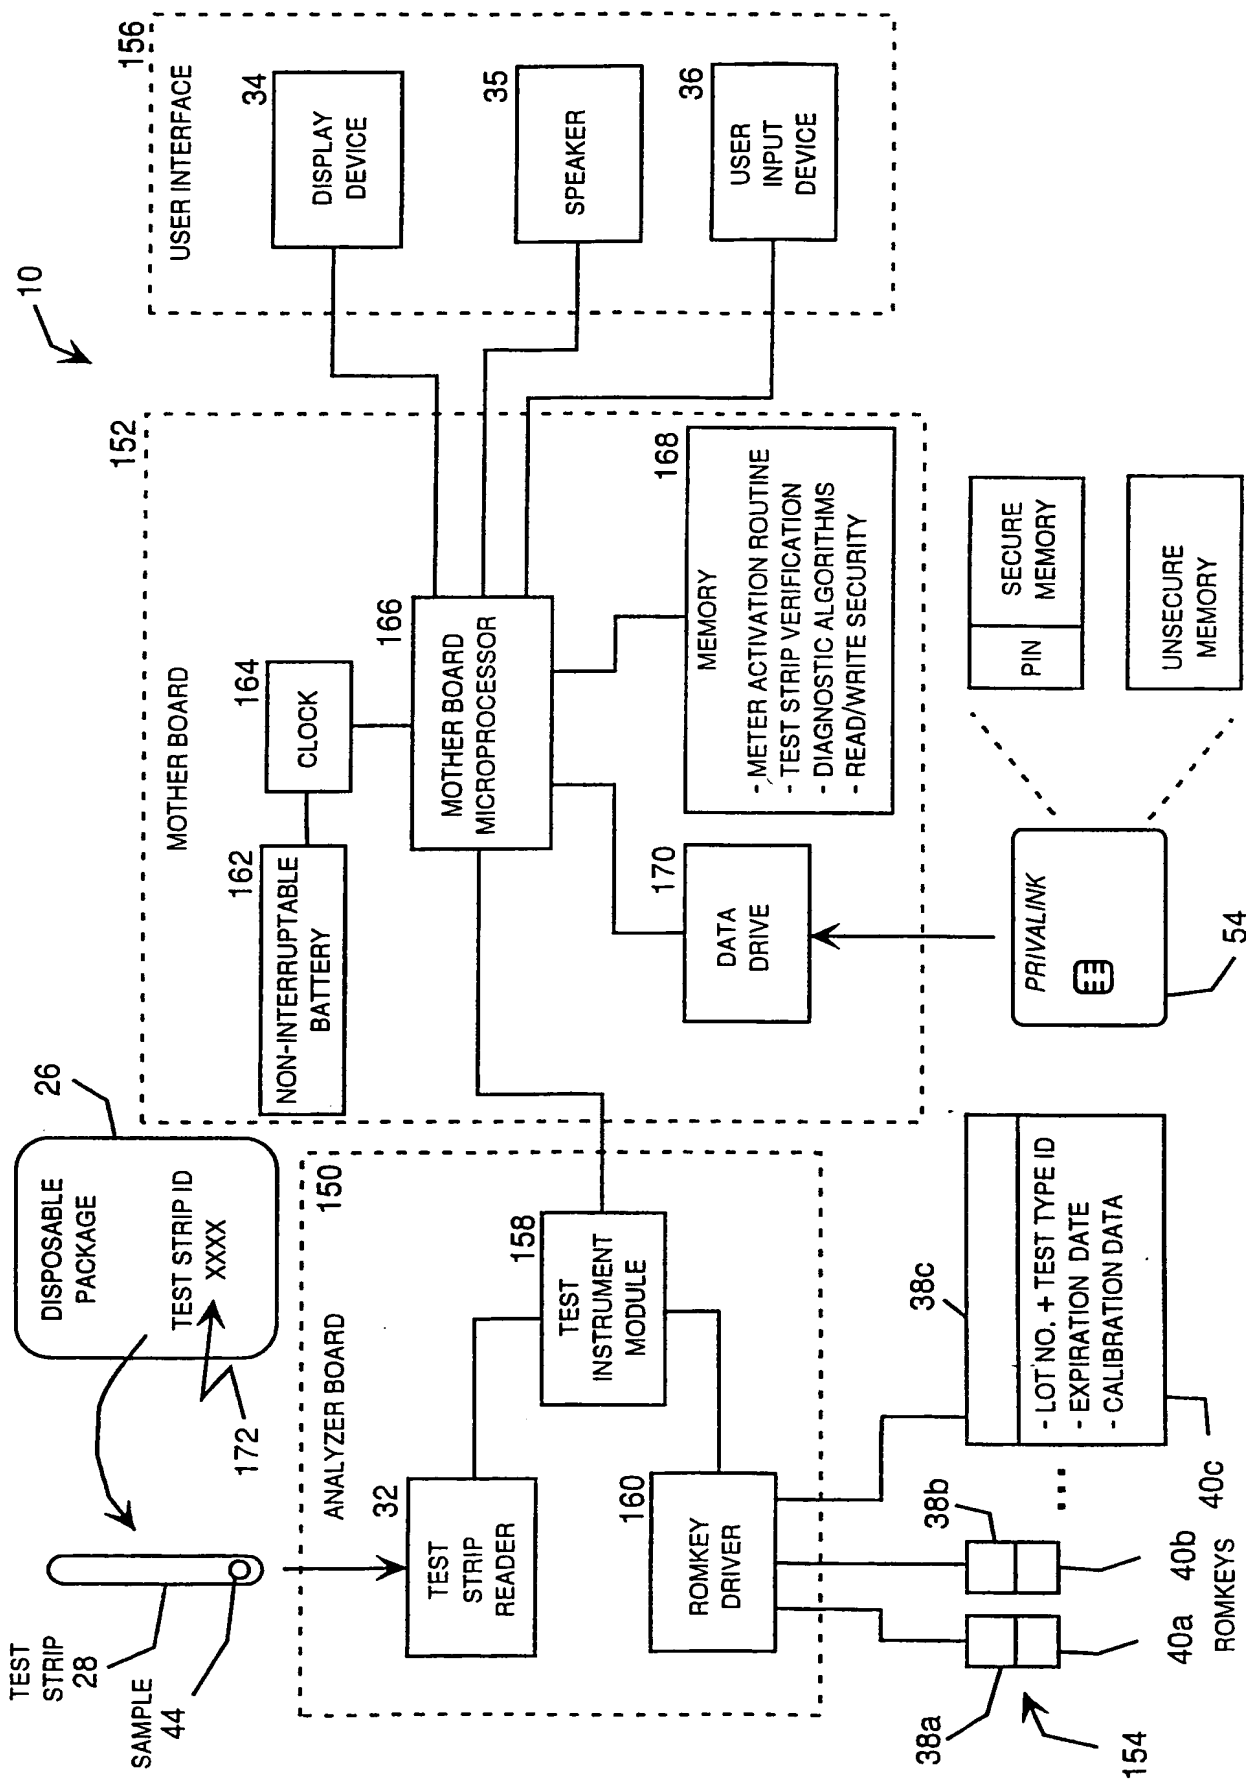 TEST
STRIP
28
SAMPLE
44
172
DISPOSABLE
PACKAGE
TEST STRIP ID
XXXX
26
150
ANALYZER BOARD
32
TEST
STRIP
READER
158
TEST
INSTRUMENT
MODULE
160
ROMKEY
DRIVER
38a
38b
38c
- LOT NO. + TEST TYPE ID
- EXPIRATION DATE
- CALIBRATION DATA
154
40a
40b
40c
ROMKEYS
152
MOTHER BOARD
162
NON-INTERRUPTABLE
BATTERY
164
CLOCK
166
MOTHER BOARD
MICROPROCESSOR
170
DATA
DRIVE
168
MEMORY
- METER ACTIVATION ROUTINE
- TEST STRIP VERIFICATION
- DIAGNOSTIC ALGORITHMS
- READ/WRITE SECURITY
PRIVALINK
54
PIN
SECURE
MEMORY
UNSECURE
MEMORY
10
156
USER INTERFACE
34
DISPLAY
DEVICE
35
SPEAKER
36
USER
INPUT
DEVICE